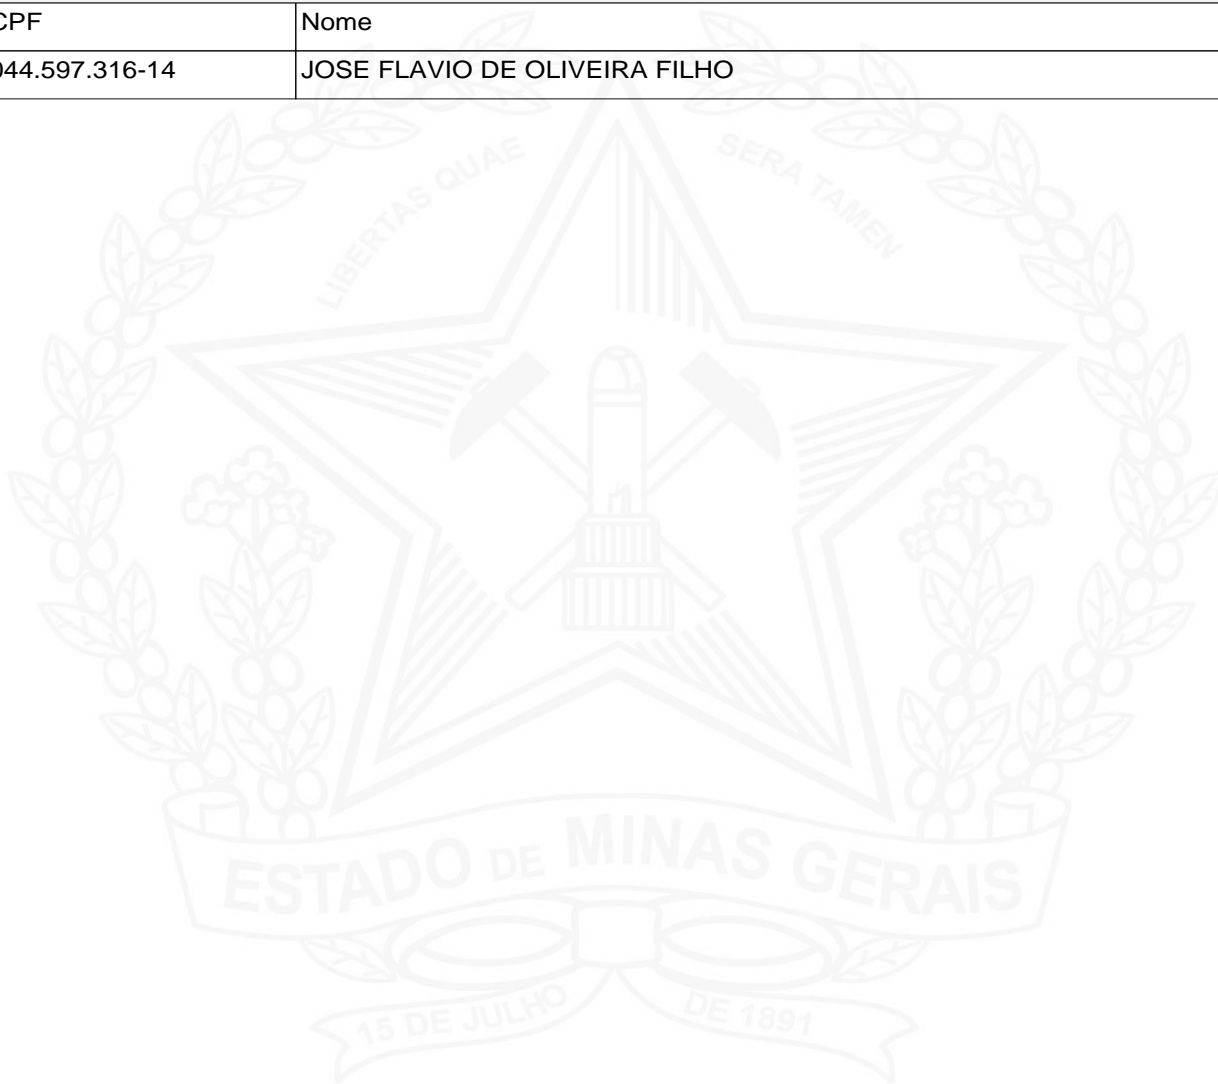 CPF Nome
044.597.316-14 JOSE FLAVIO DE OLIVEIRA FILHO
LIBERTAS QUAE SERA TAMEN
ESTADO DE MINAS GERAIS
15 DE JULHO DE 1891